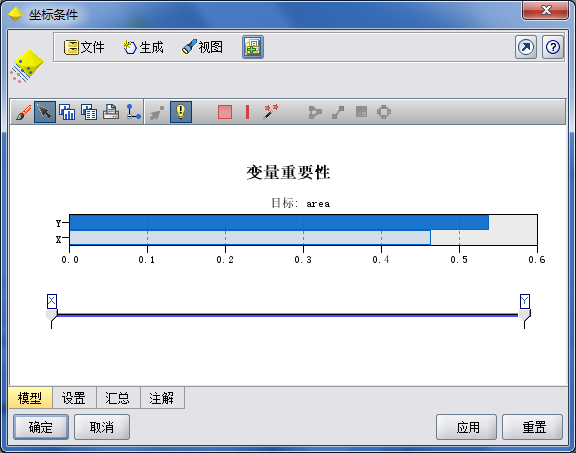 坐标条件
文件 生成 视图
变量重要性
目标: area
Y
X
0.0 0.1 0.2 0.3 0.4 0.5 0.6
X Y
模型 设置 汇总 注解
确定 取消 应用 重置